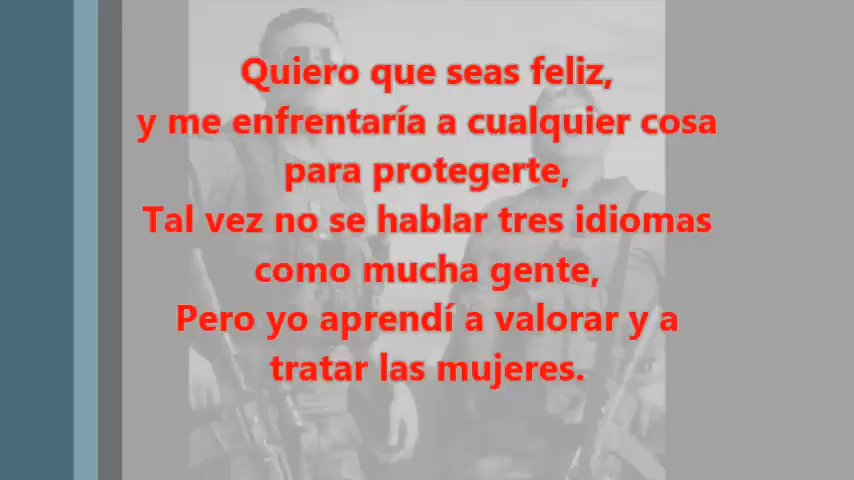 Quiero que seas feliz,
y me enfrentaría a cualquier cosa
para protegerte,
Tal vez no se hablar tres idiomas
como mucha gente,
Pero yo aprendí a valorar y a
tratar las mujeres.